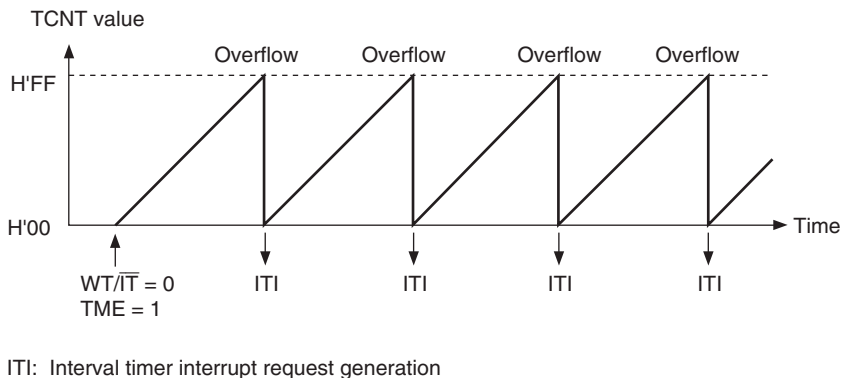 TCNT value
Overflow Overflow Overflow Overflow
H'FF
H'00
Time
WT/I̅T̅ = 0
TME = 1
ITI ITI ITI ITI
ITI: Interval timer interrupt request generation